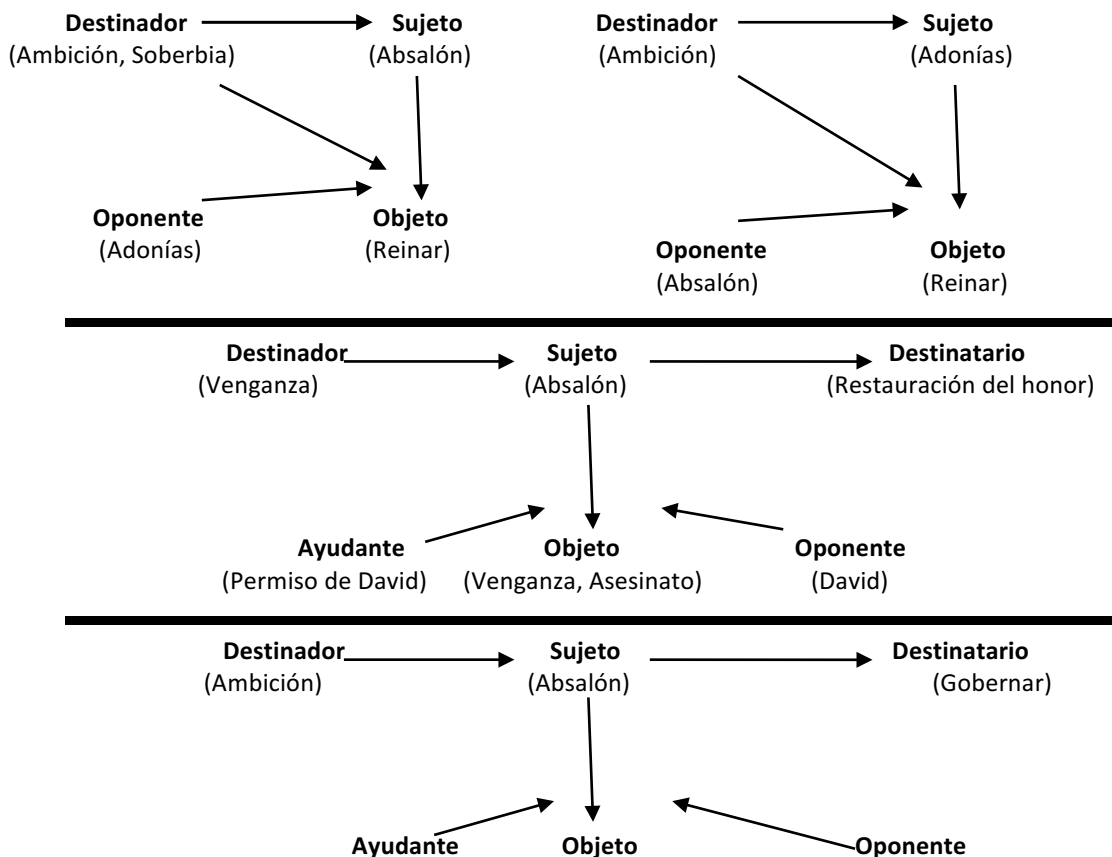 Destinador Sujeto Destinador Sujeto
(Ambición, Soberbia) (Absalón) (Ambición) (Adonías)
Oponente Objeto
(Adonías) (Reinar)
Oponente Objeto
(Absalón) (Reinar)
Destinador Sujeto Destinatario
(Venganza) (Absalón) (Restauración del honor)
Ayudante Objeto Oponente
(Permiso de David) (Venganza, Asesinato) (David)
Destinador Sujeto Destinatario
(Ambición) (Absalón) (Gobernar)
Ayudante Objeto Oponente